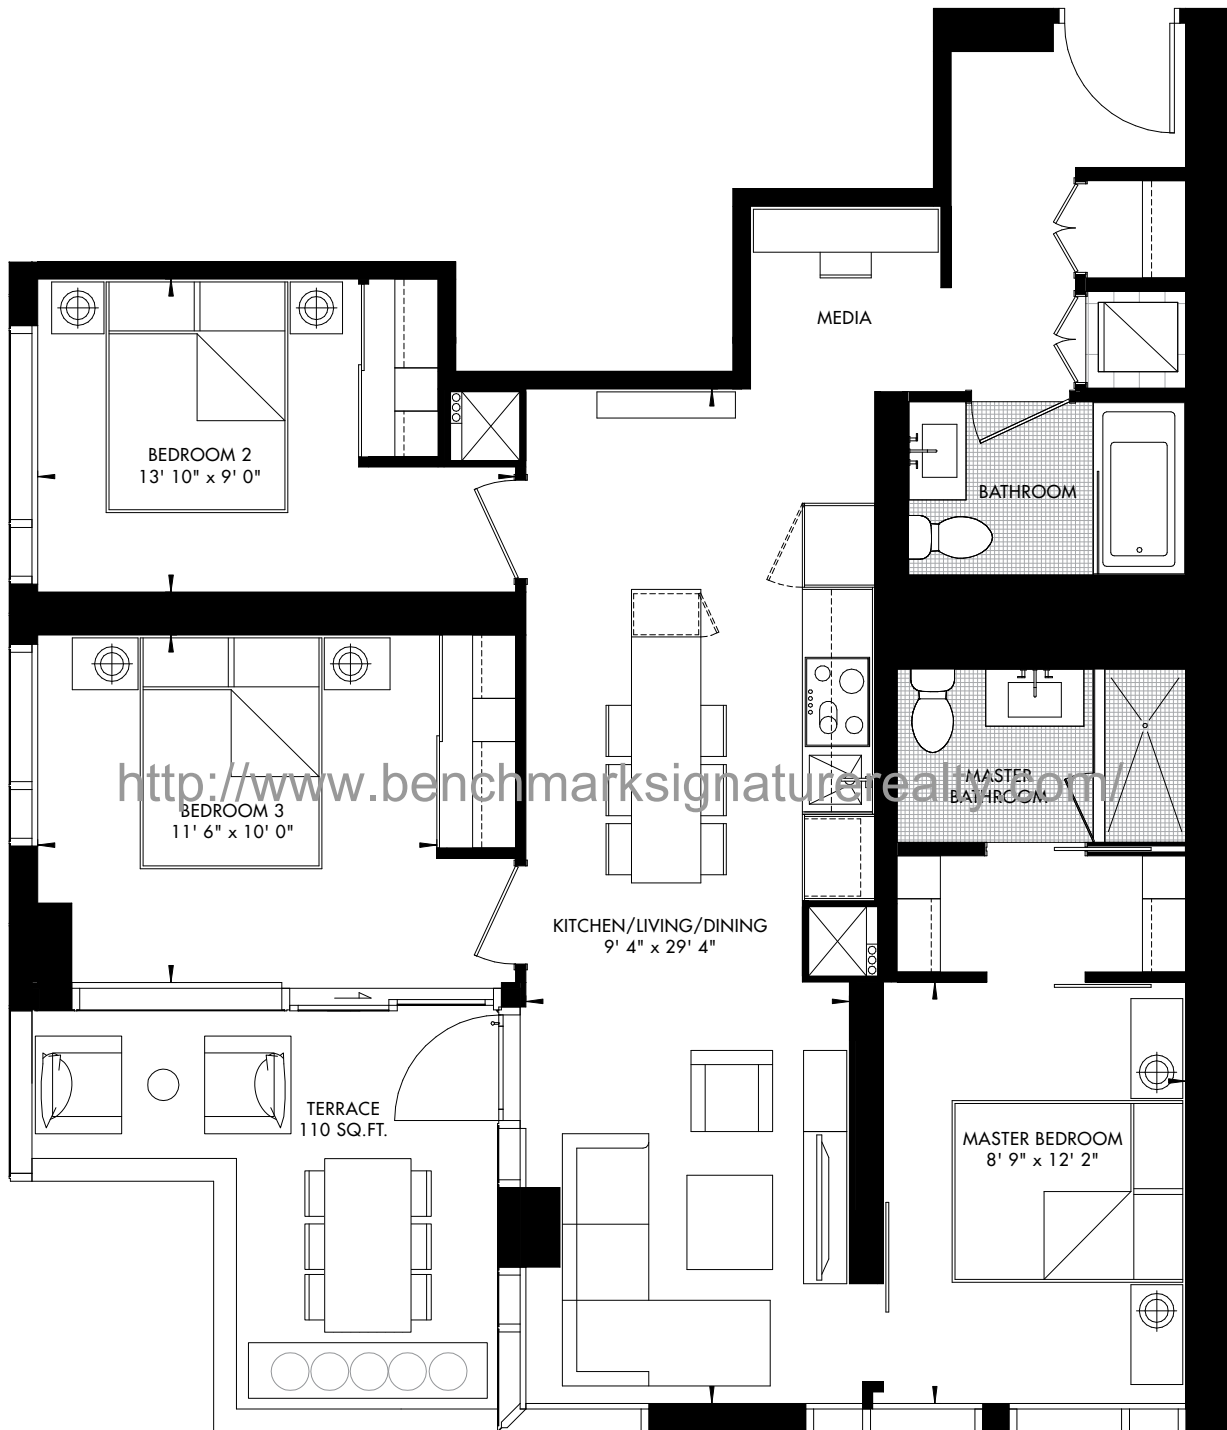 MEDIA
BEDROOM 2
13' 10" x 9' 0"
BATHROOM
http://www.benchmarksignaturerealty.com/
MASTER
BATHROOM
BEDROOM 3
11' 6" x 10' 0"
KITCHEN/LIVING/DINING
9' 4" x 29' 4"
TERRACE
110 SQ.FT.
MASTER BEDROOM
8' 9" x 12' 2"